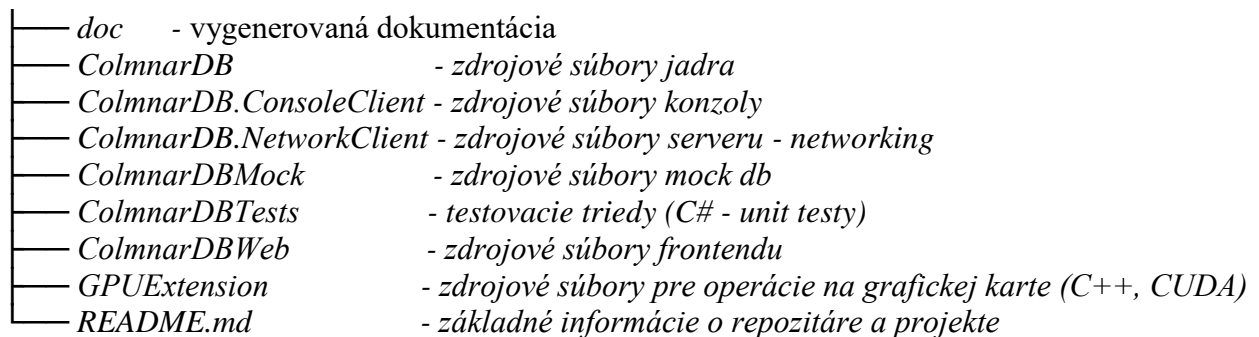 ├── doc - vygenerovaná dokumentácia
├── ColmnarDB - zdrojové súbory jadra
├── ColmnarDB.ConsoleClient - zdrojové súbory konzoly
├── ColmnarDB.NetworkClient - zdrojové súbory serveru - networking
├── ColmnarDBMock - zdrojové súbory mock db
├── ColmnarDBTests - testovacie triedy (C# - unit testy)
├── ColmnarDBWeb - zdrojové súbory frontendu
├── GPUExtension - zdrojové súbory pre operácie na grafickej karte (C++, CUDA)
└── README.md - základné informácie o repozitáre a projekte